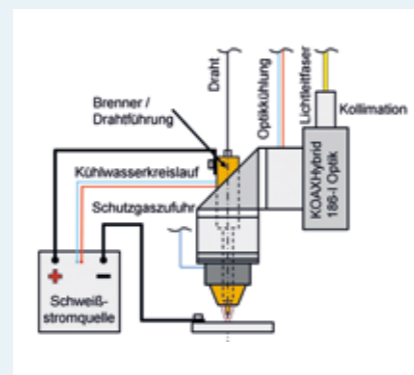 Draht
Optikkühlung
Lichtleitfaser
Brenner /
Drahtführung
Kollimation
Kühlwasserkreislauf
KOAXHybrid
186-I Optik
Schutzgaszufuhr
+
−
Schweiß-
stromquelle